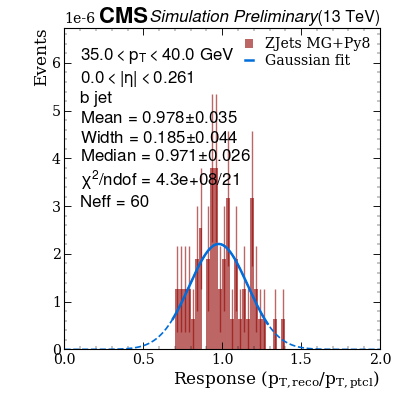 1e-6 CMS Simulation Preliminary (13 TeV)
Events
35.0 < pT < 40.0 GeV
0.0 < |η| < 0.261
b jet
Mean = 0.978±0.035
Width = 0.185±0.044
Median = 0.971±0.026
χ²/ndof = 4.3e+08/21
Neff = 60
ZJets MG+Py8
Gaussian fit
6
5
4
3
2
1
0
0.0 0.5 1.0 1.5 2.0
Response (pT,reco/pT,ptcl)